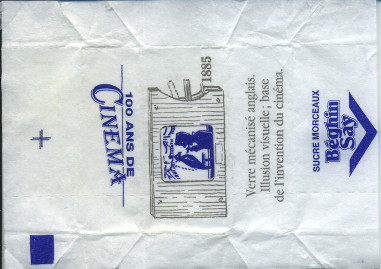 100 ANS DE
CINEMA
1885
Verre mécanisé anglais.
Illusion visuelle ; base
de l'invention du cinéma.
SUCRE MORCEAUX
Béghin
Say